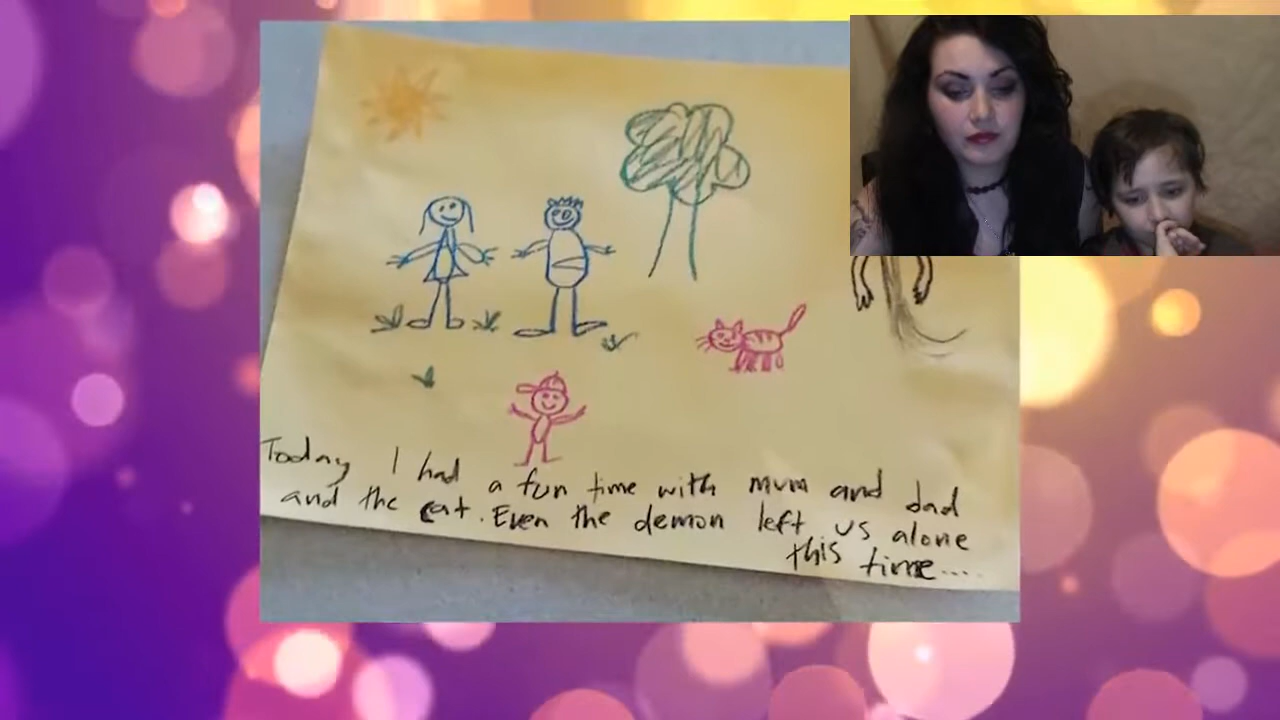 Today I had a fun time with mum and dad
and the cat. Even the demon left us alone
this time....